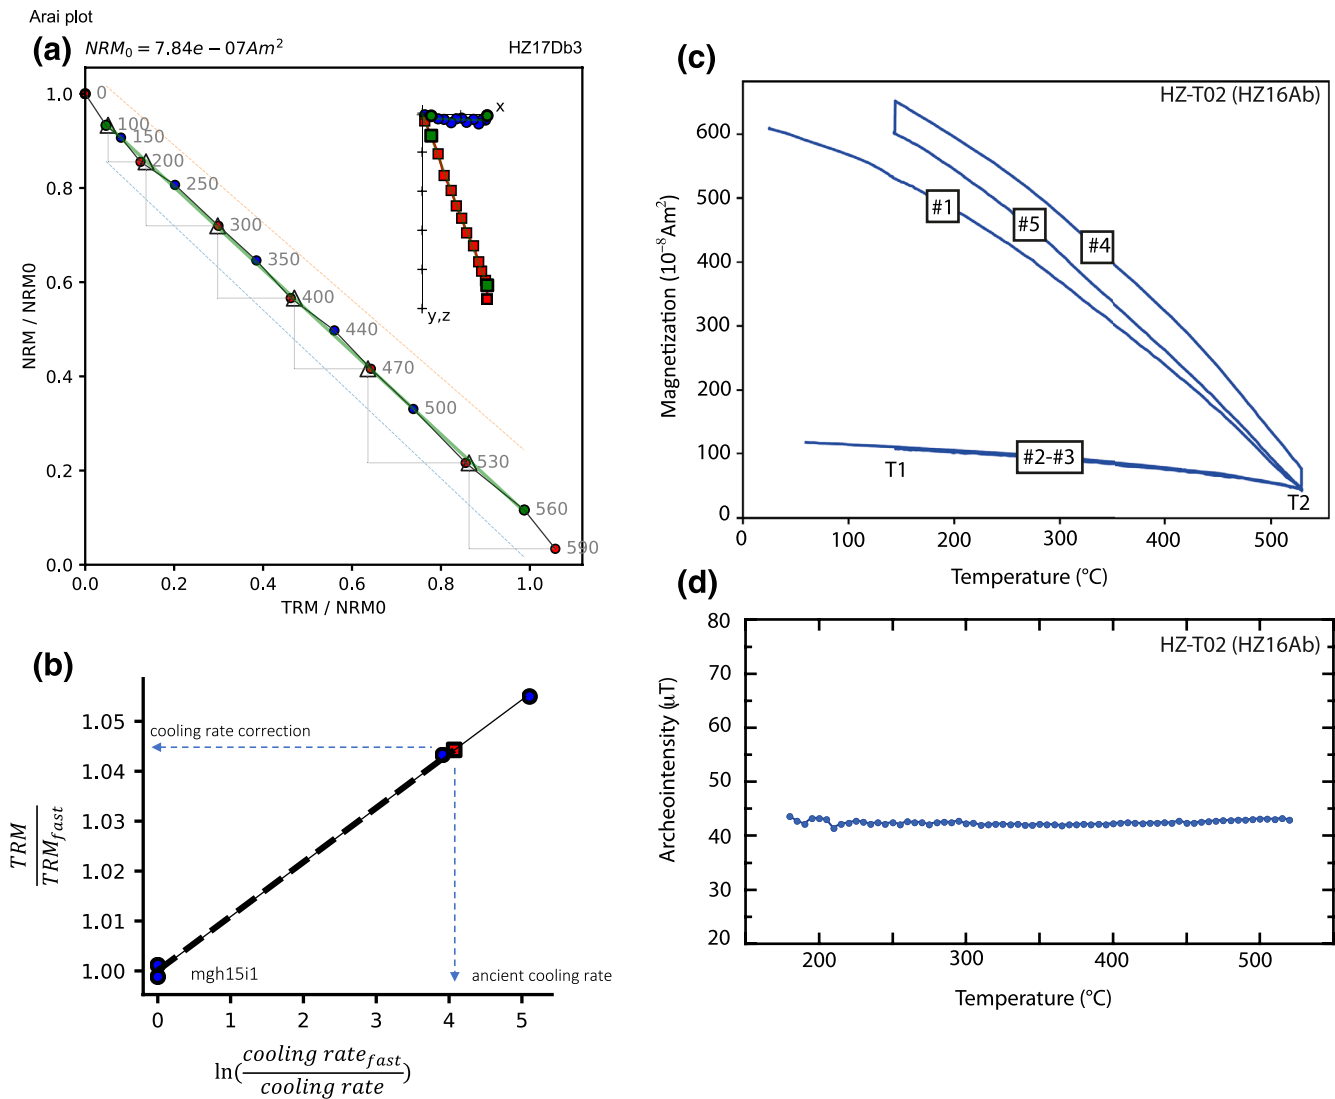 Arai plot
(a)
NRM₀ = 7.84e − 07Am²
HZ17Db3
NRM / NRM0
1.0
0.8
0.6
0.4
0.2
0.0
0
100
150
200
250
300
350
400
440
470
500
530
560
590
x
y,z
0.0 0.2 0.4 0.6 0.8 1.0
TRM / NRM0
(b)
TRM
TRM_fast
1.05
1.04
1.03
1.02
1.01
1.00
cooling rate correction
mgh15i1
ancient cooling rate
0 1 2 3 4 5
ln(cooling rate_fast
cooling rate)
(c)
HZ-T02 (HZ16Ab)
Magnetization (10⁻⁸Am²)
600
500
400
300
200
100
0
#1
#5
#4
#2-#3
T1
T2
0 100 200 300 400 500
Temperature (°C)
(d)
HZ-T02 (HZ16Ab)
Archeointensity (μT)
80
70
60
50
40
30
20
200 300 400 500
Temperature (°C)